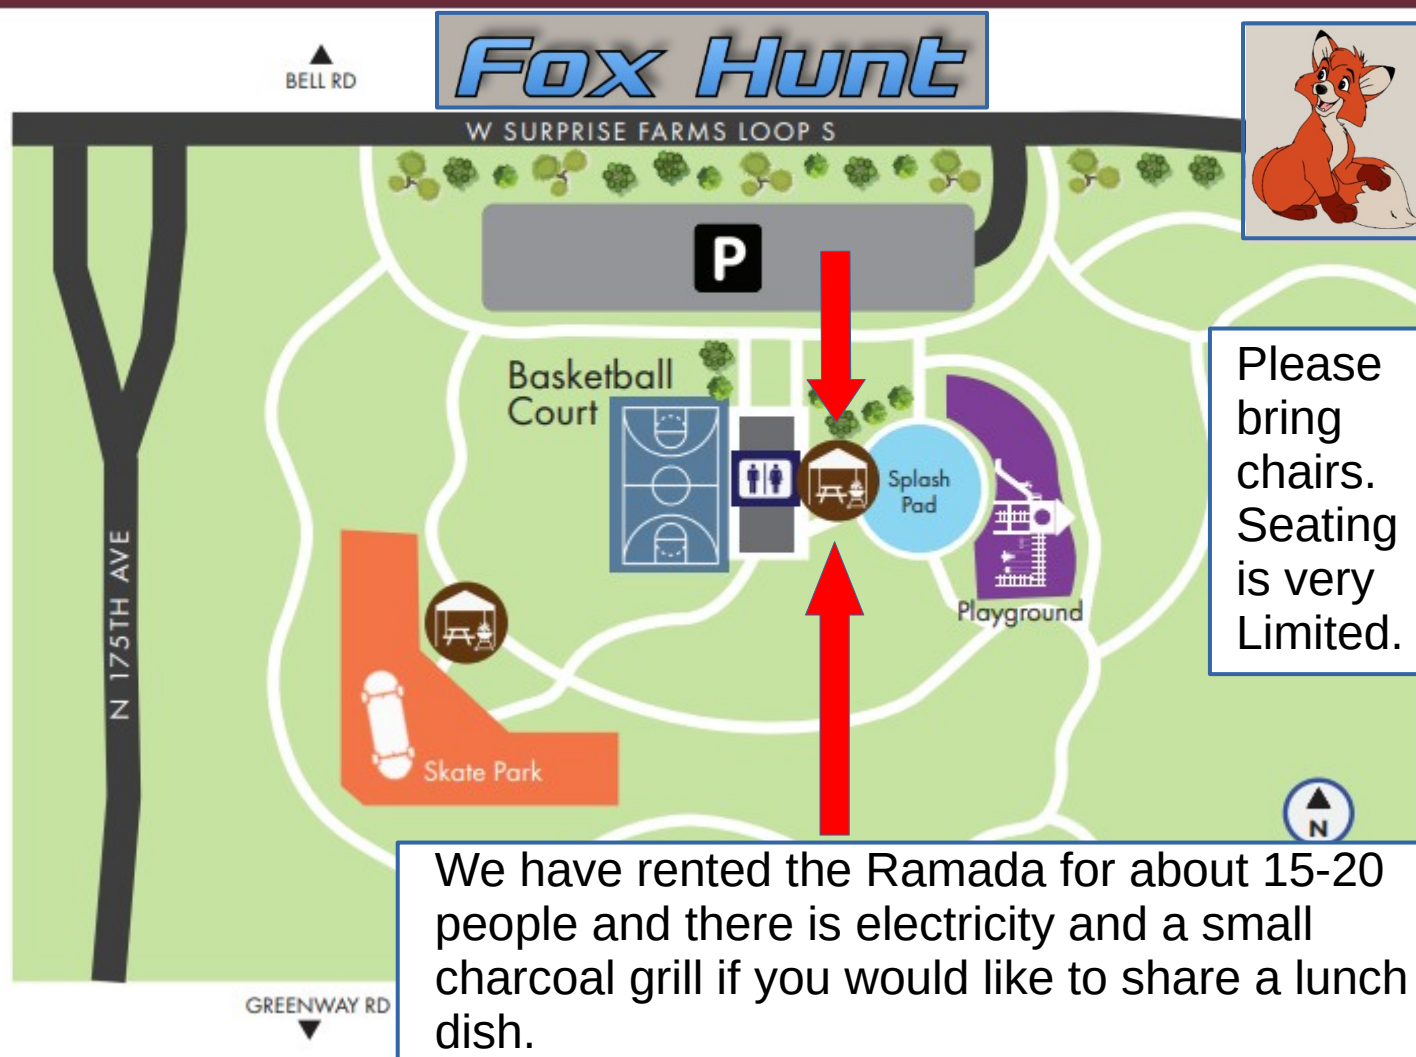 Fox Hunt
BELL RD
W SURPRISE FARMS LOOP S
P
Please
bring
chairs.
Seating
is very
Limited.
Basketball
Court
Splash
Pad
Playground
N 175TH AVE
Skate Park
N
We have rented the Ramada for about 15-20
people and there is electricity and a small
charcoal grill if you would like to share a lunch
dish.
GREENWAY RD